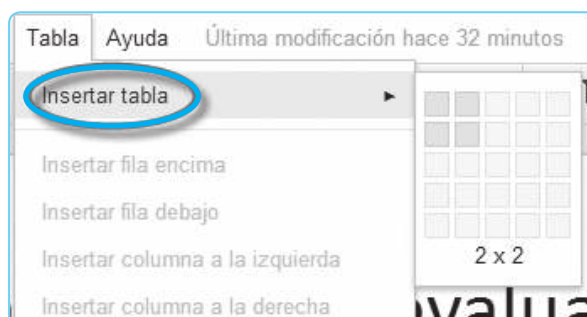 Tabla Ayuda Última modificación hace 32 minutos
Insertar tabla
Insertar fila encima
Insertar fila debajo
Insertar columna a la izquierda
Insertar columna a la derecha
2 x 2